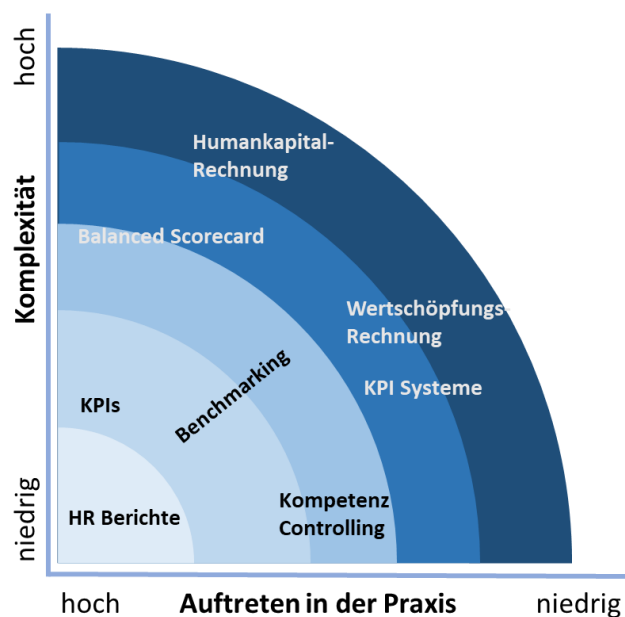 hoch
Komplexität
niedrig
Humankapital-
Rechnung
Balanced Scorecard
Wertschöpfungs-
Rechnung
KPI Systeme
Benchmarking
KPIs
Kompetenz
Controlling
HR Berichte
hoch
Auftreten in der Praxis
niedrig